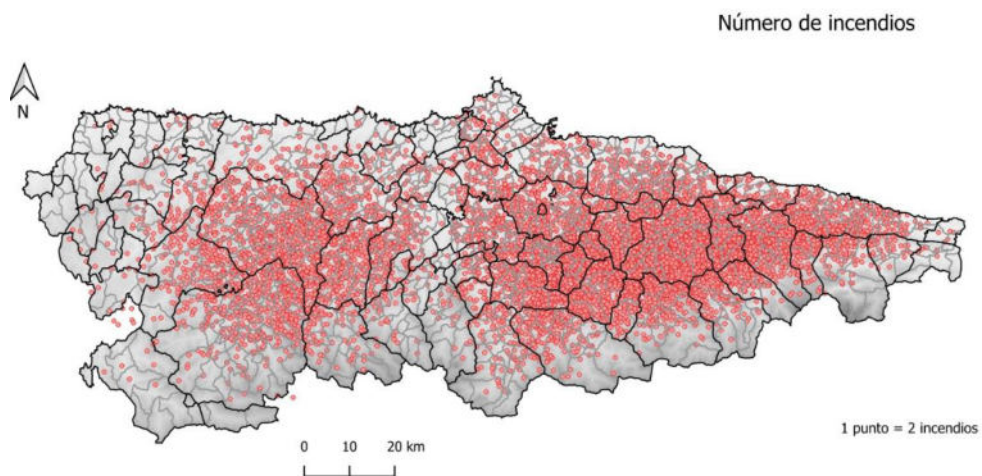 Número de incendios
N
0 10 20 km
1 punto = 2 incendios